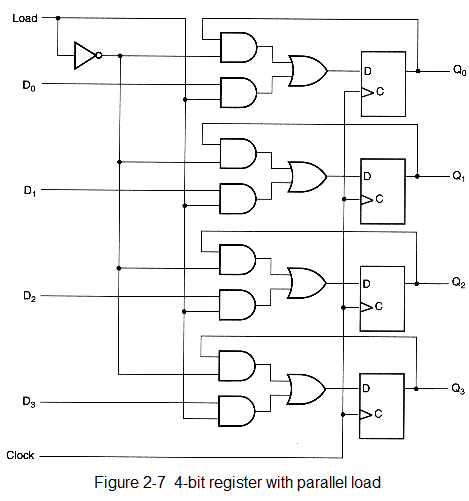 Load
D0
D
C
Q0
D1
D
C
Q1
D2
D
C
Q2
D3
D
C
Q3
Clock
Figure 2-7 4-bit register with parallel load